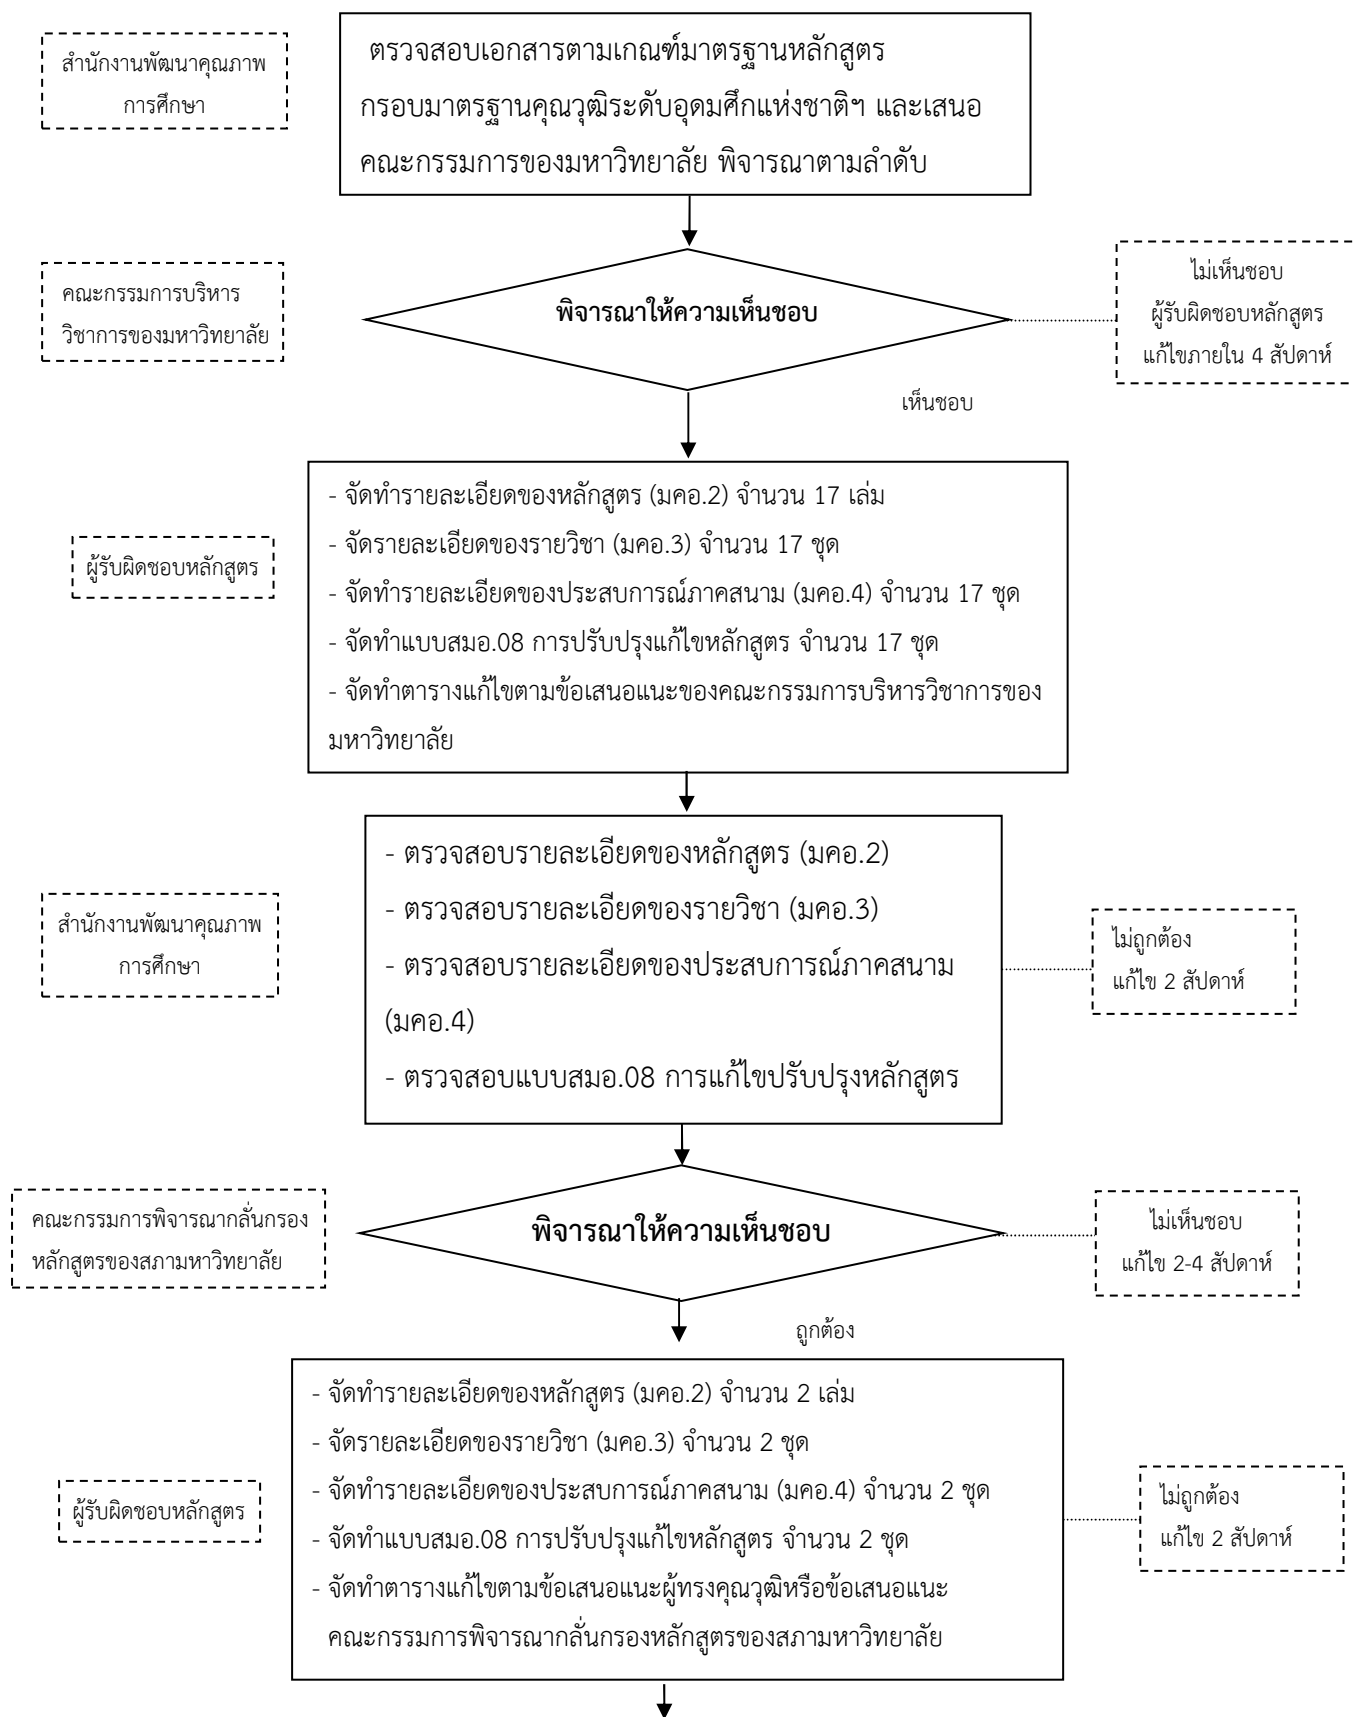 สำนักงานพัฒนาคุณภาพ
การศึกษา
ตรวจสอบเอกสารตามเกณฑ์มาตรฐานหลักสูตร
กรอบมาตรฐานคุณวุฒิระดับอุดมศึกแห่งชาติฯ และเสนอ
คณะกรรมการของมหาวิทยาลัย พิจารณาตามลำดับ
คณะกรรมการบริหาร
วิชาการของมหาวิทยาลัย
พิจารณาให้ความเห็นชอบ
ไม่เห็นชอบ
ผู้รับผิดชอบหลักสูตร
แก้ไขภายใน 4 สัปดาห์
เห็นชอบ
ผู้รับผิดชอบหลักสูตร
- จัดทำรายละเอียดของหลักสูตร (มคอ.2) จำนวน 17 เล่ม
- จัดรายละเอียดของรายวิชา (มคอ.3) จำนวน 17 ชุด
- จัดทำรายละเอียดของประสบการณ์ภาคสนาม (มคอ.4) จำนวน 17 ชุด
- จัดทำแบบสมอ.08 การปรับปรุงแก้ไขหลักสูตร จำนวน 17 ชุด
- จัดทำตารางแก้ไขตามข้อเสนอแนะของคณะกรรมการบริหารวิชาการของ
มหาวิทยาลัย
สำนักงานพัฒนาคุณภาพ
การศึกษา
- ตรวจสอบรายละเอียดของหลักสูตร (มคอ.2)
- ตรวจสอบรายละเอียดของรายวิชา (มคอ.3)
- ตรวจสอบรายละเอียดของประสบการณ์ภาคสนาม
(มคอ.4)
- ตรวจสอบแบบสมอ.08 การแก้ไขปรับปรุงหลักสูตร
ไม่ถูกต้อง
แก้ไข 2 สัปดาห์
คณะกรรมการพิจารณากลั่นกรอง
หลักสูตรของสภามหาวิทยาลัย
พิจารณาให้ความเห็นชอบ
ไม่เห็นชอบ
แก้ไข 2-4 สัปดาห์
ถูกต้อง
ผู้รับผิดชอบหลักสูตร
- จัดทำรายละเอียดของหลักสูตร (มคอ.2) จำนวน 2 เล่ม
- จัดรายละเอียดของรายวิชา (มคอ.3) จำนวน 2 ชุด
- จัดทำรายละเอียดของประสบการณ์ภาคสนาม (มคอ.4) จำนวน 2 ชุด
- จัดทำแบบสมอ.08 การปรับปรุงแก้ไขหลักสูตร จำนวน 2 ชุด
- จัดทำตารางแก้ไขตามข้อเสนอแนะผู้ทรงคุณวุฒิหรือข้อเสนอแนะ
คณะกรรมการพิจารณากลั่นกรองหลักสูตรของสภามหาวิทยาลัย
ไม่ถูกต้อง
แก้ไข 2 สัปดาห์